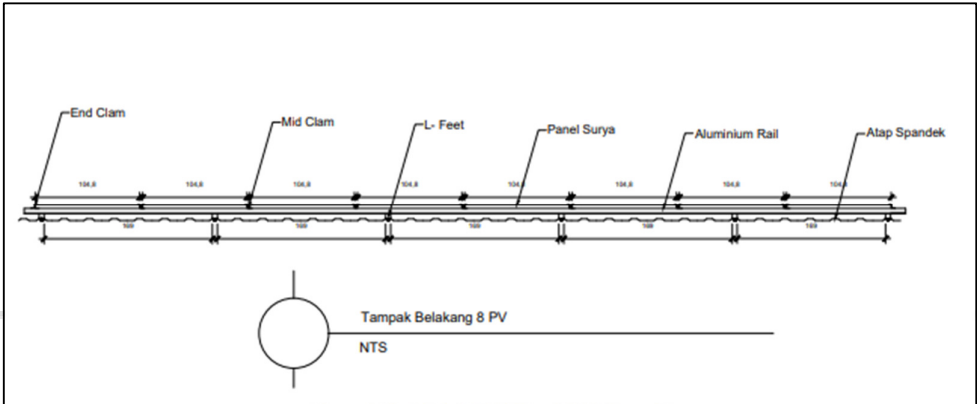 End Clam
Mid Clam
L- Feet
Panel Surya
Aluminium Rail
Atap Spandek
104,8 104,8 104,8 104,8 104,8 104,8 104,8 104,8
169 169 169 169 169
Tampak Belakang 8 PV
NTS